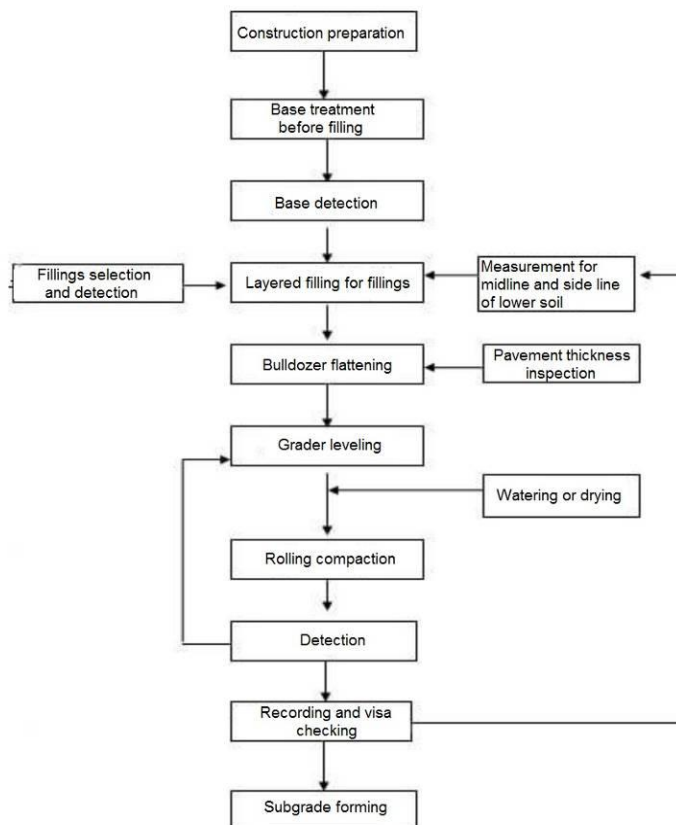 Construction preparation
Base treatment
before filling
Base detection
Fillings selection
and detection
Layered filling for fillings
Measurement for
midline and side line
of lower soil
Bulldozer flattening
Pavement thickness
inspection
Grader leveling
Watering or drying
Rolling compaction
Detection
Recording and visa
checking
Subgrade forming